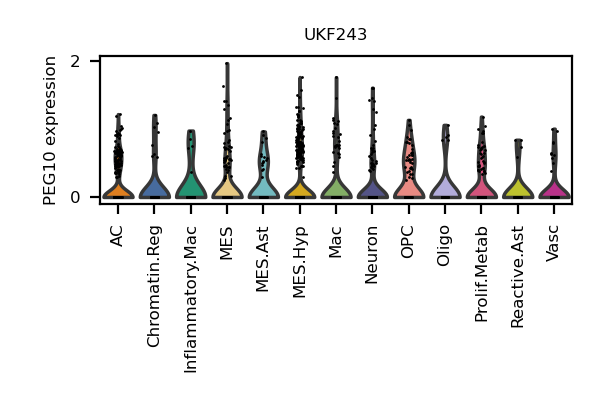 UKF243
PEG10 expression
2
0
AC
Chromatin.Reg
Inflammatory.Mac
MES
MES.Ast
MES.Hyp
Mac
Neuron
OPC
Oligo
Prolif.Metab
Reactive.Ast
Vasc